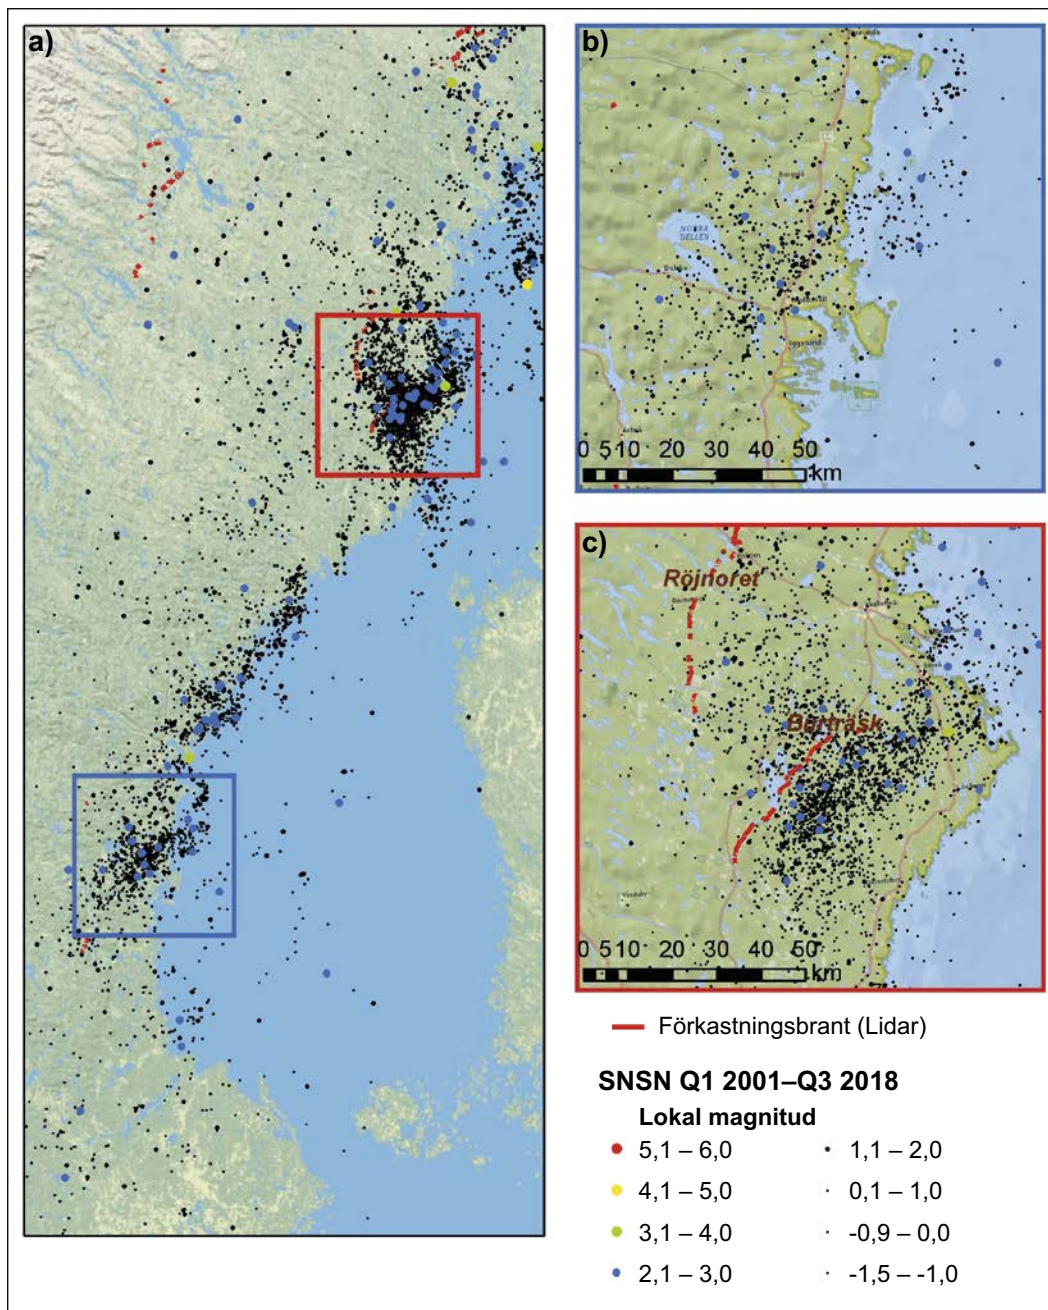 a)
b)
NORRA
DELLEN
0 5 10 20 30 40 50
km
c)
Röjnoret
Burträsk
0 5 10 20 30 40 50
km
Förkastningsbrant (Lidar)
SNSN Q1 2001–Q3 2018
Lokal magnitud
5,1 – 6,0
4,1 – 5,0
3,1 – 4,0
2,1 – 3,0
1,1 – 2,0
0,1 – 1,0
-0,9 – 0,0
-1,5 – -1,0